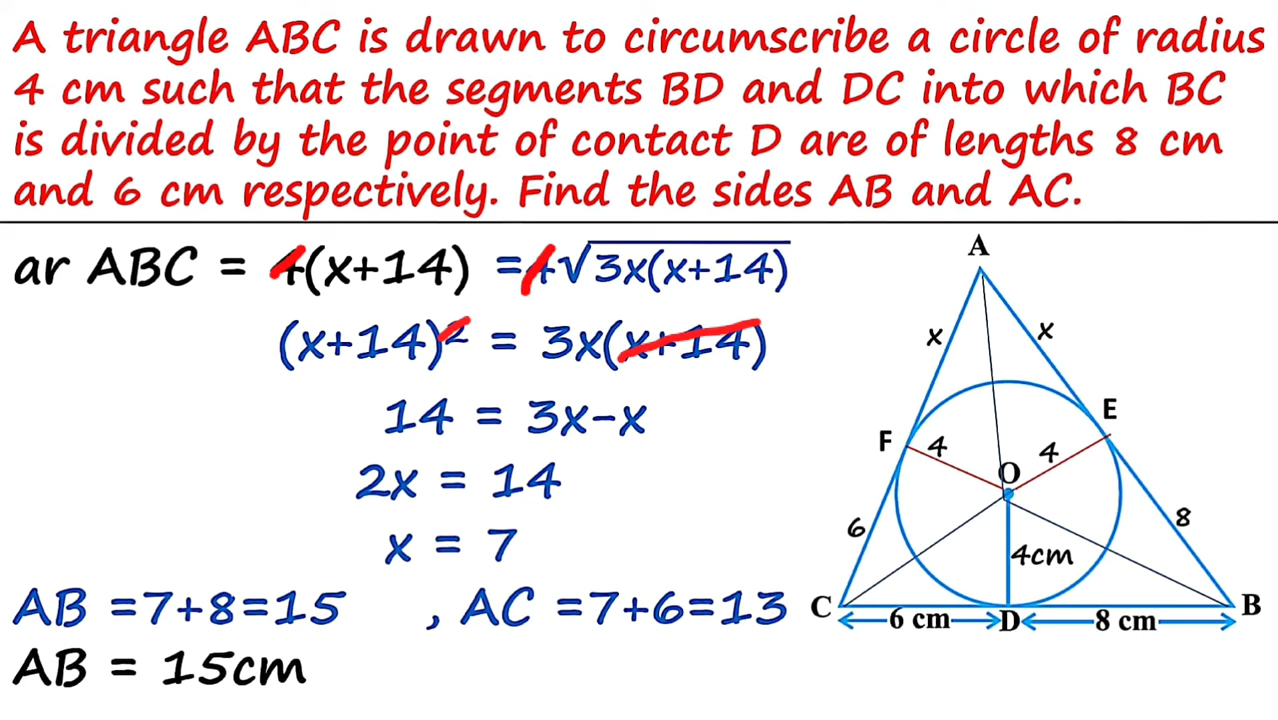 A triangle ABC is drawn to circumscribe a circle of radius
4 cm such that the segments BD and DC into which BC
is divided by the point of contact D are of lengths 8 cm
and 6 cm respectively. Find the sides AB and AC.
ar ABC = 4(x+14) = 4√3x(x+14)
(x+14)² = 3x(x+14)
14 = 3x-x
2x = 14
x = 7
AB =7+8=15 , AC =7+6=13
AB = 15cm
A
x x
E
F 4 4
O
6 8
4cm
C B
6 cm D 8 cm